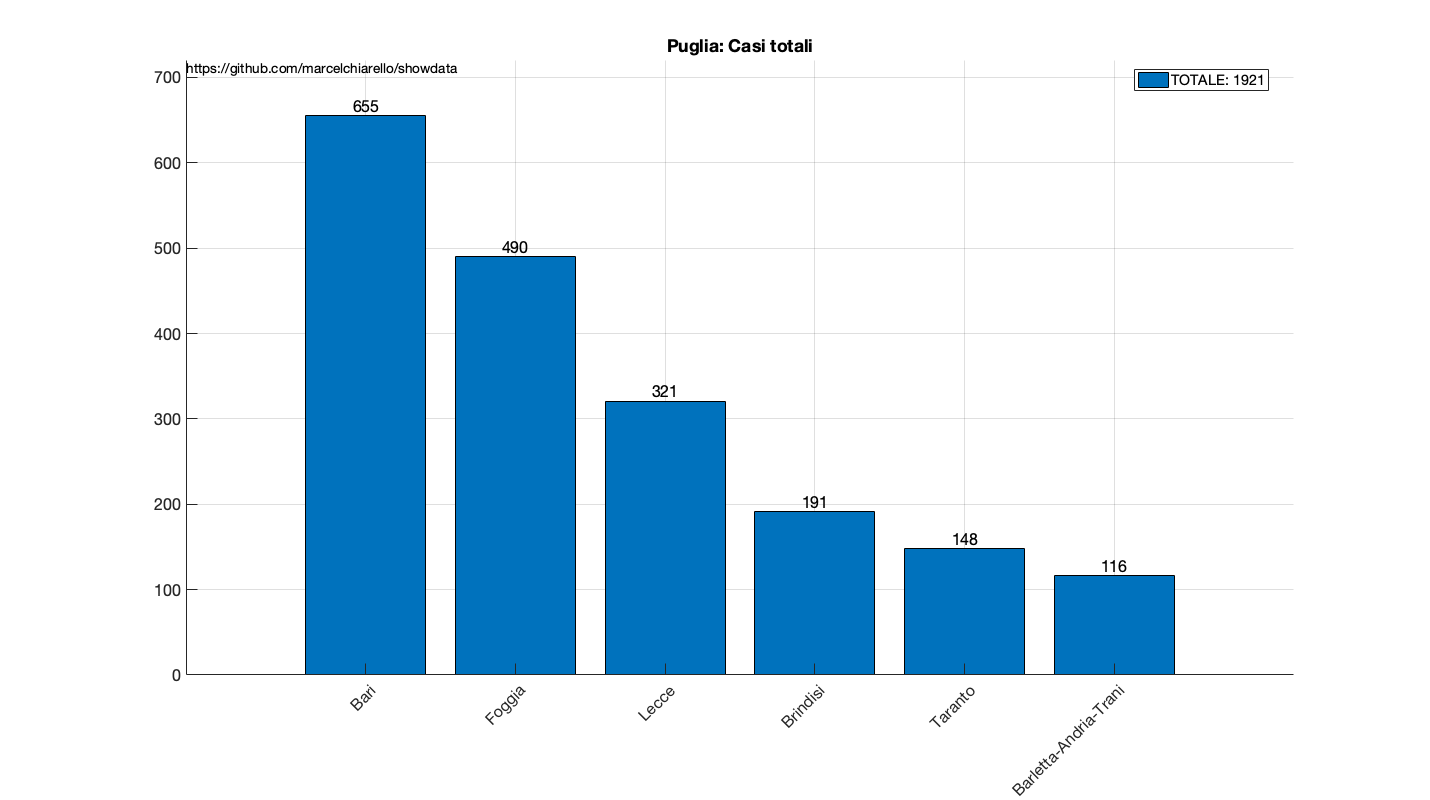 Puglia: Casi totali
https://github.com/marcelchiarello/showdata
TOTALE: 1921
700
600
500
400
300
200
100
0
655
490
321
191
148
116
Bari
Foggia
Lecce
Brindisi
Taranto
Barletta-Andria-Trani